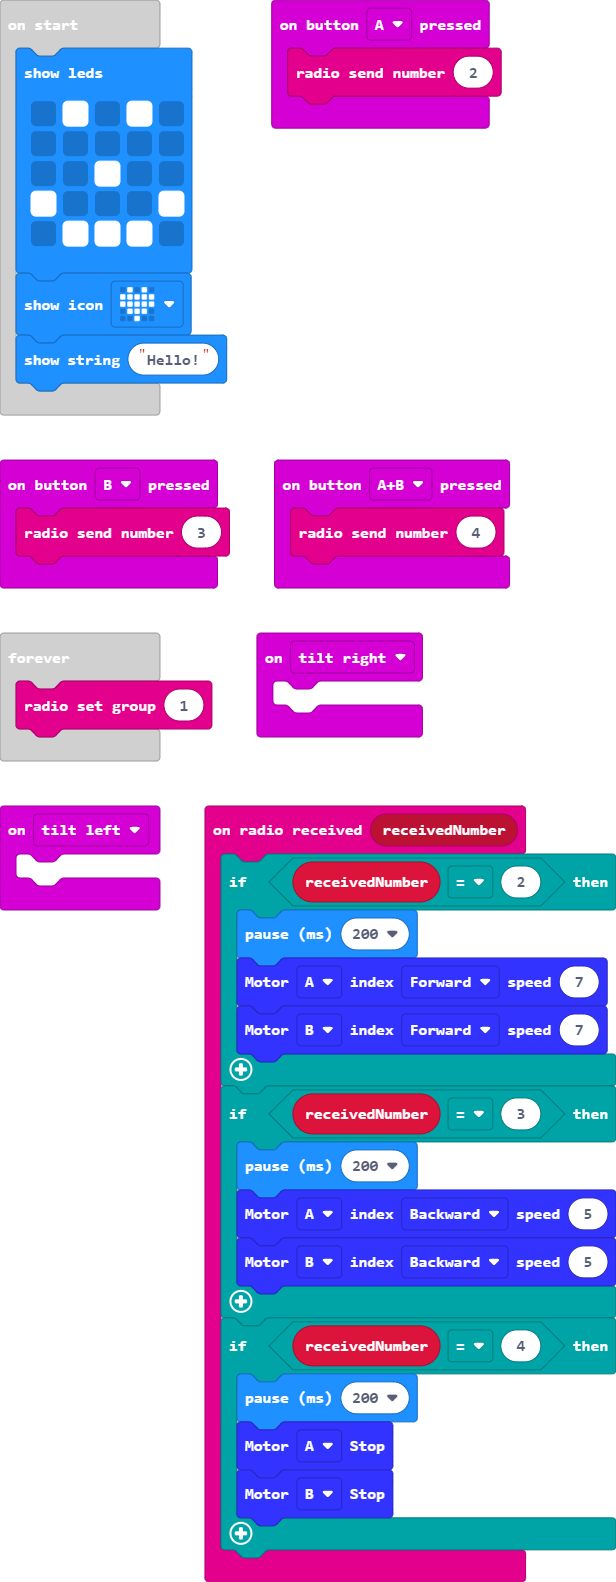 on start
show leds
show icon
show string "Hello!"
on button A pressed
radio send number 2
on button B pressed
radio send number 3
on button A+B pressed
radio send number 4
forever
radio set group 1
on tilt right
on tilt left
on radio received receivedNumber
if receivedNumber = 2 then
pause (ms) 200
Motor A index Forward speed 7
Motor B index Forward speed 7
if receivedNumber = 3 then
pause (ms) 200
Motor A index Backward speed 5
Motor B index Backward speed 5
if receivedNumber = 4 then
pause (ms) 200
Motor A Stop
Motor B Stop